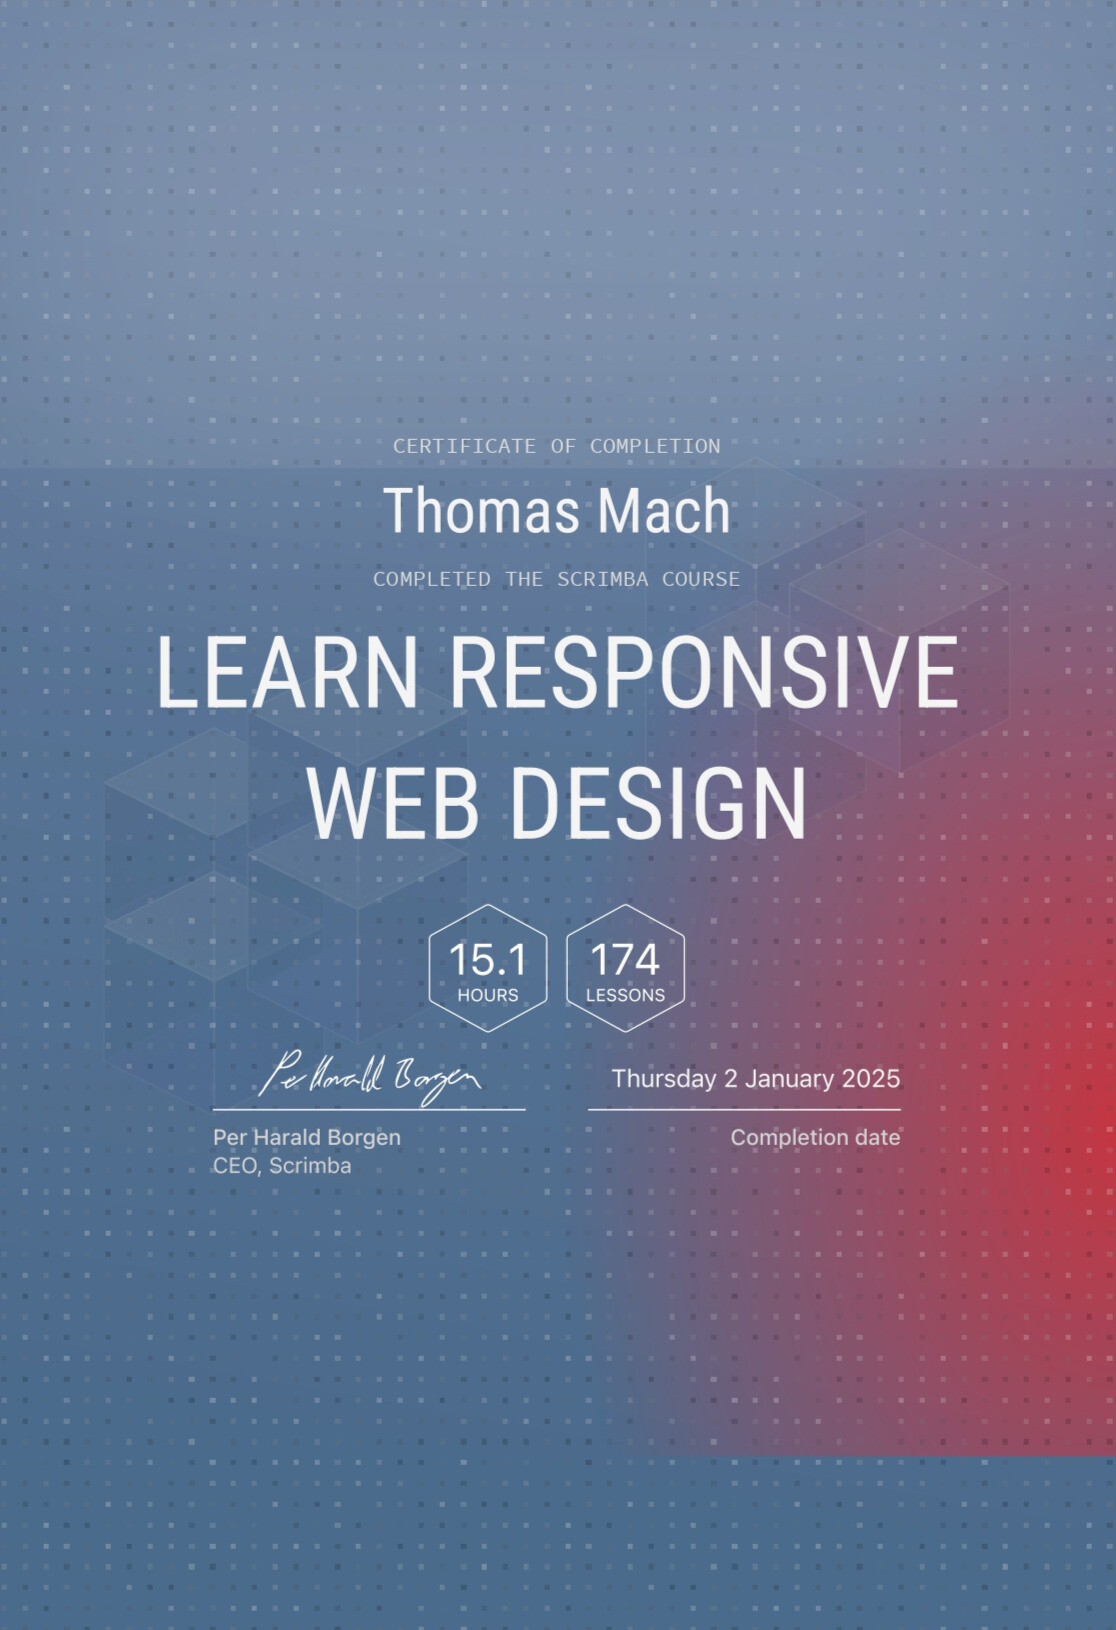 CERTIFICATE OF COMPLETION
Thomas Mach
COMPLETED THE SCRIMBA COURSE
LEARN RESPONSIVE
WEB DESIGN
15.1
HOURS
174
LESSONS
Per Harald Borgen
Thursday 2 January 2025
Per Harald Borgen
CEO, Scrimba
Completion date